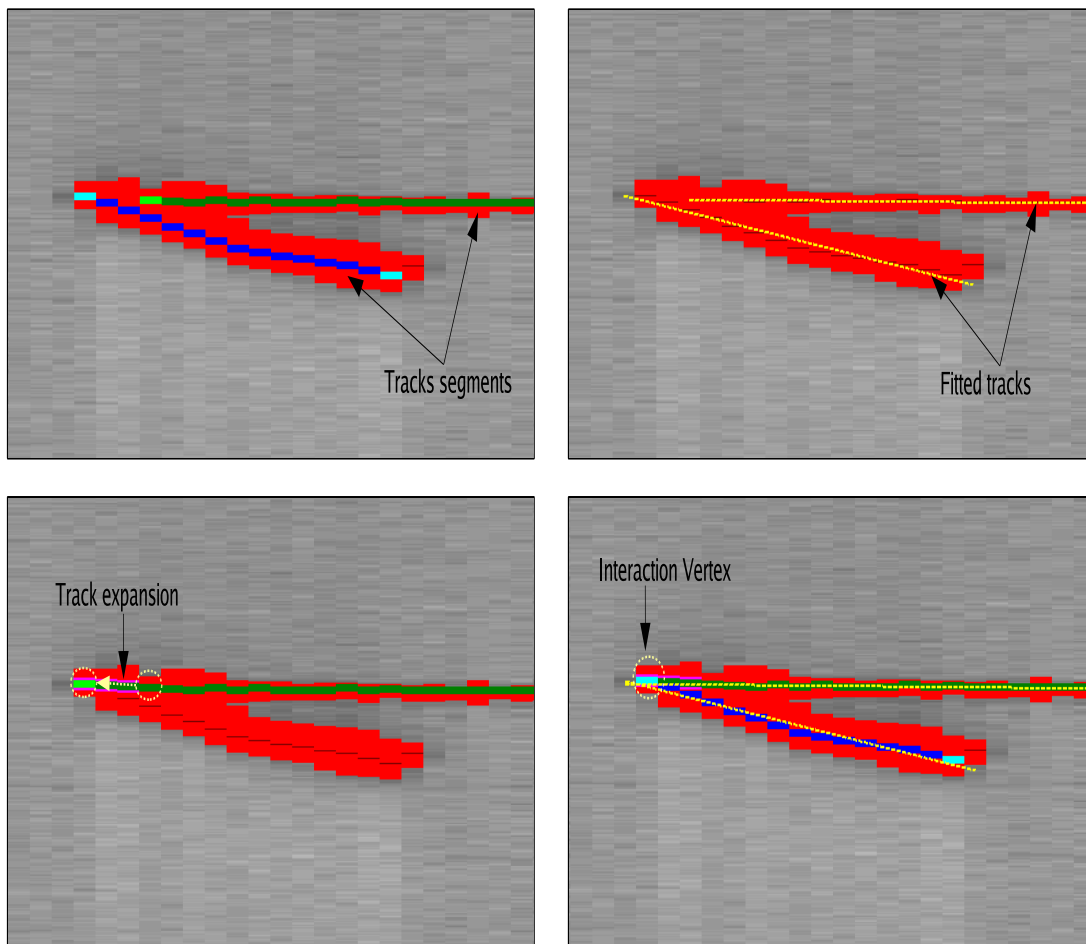 Tracks segments
Fitted tracks
Track expansion
Interaction Vertex